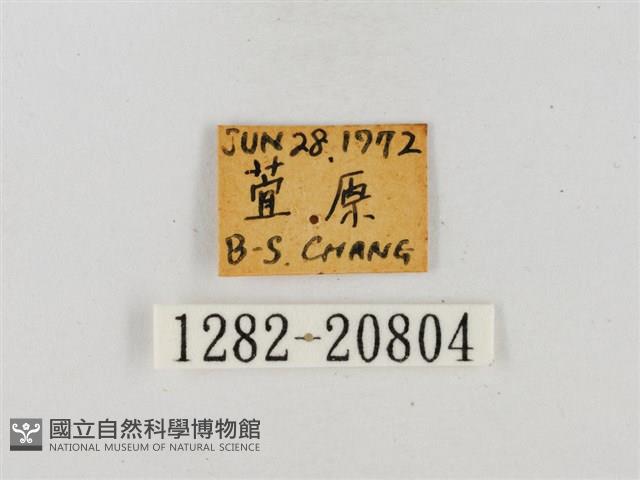 JUN 28.1972
萱.原
B-S. CHANG
1282-20804
國立自然科學博物館
NATIONAL MUSEUM OF NATURAL SCIENCE